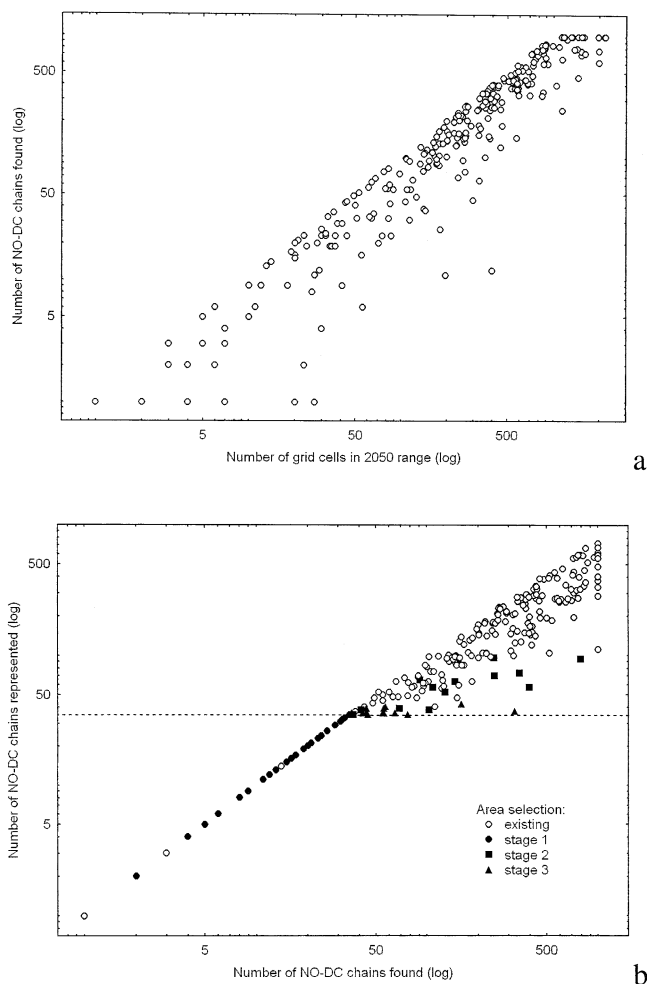 500
50
5
Number of NO-DC chains found (log)
5 50 500
Number of grid cells in 2050 range (log)
a
500
50
5
Number of NO-DC chains represented (log)
Area selection:
existing
stage 1
stage 2
stage 3
5 50 500
Number of NO-DC chains found (log)
b